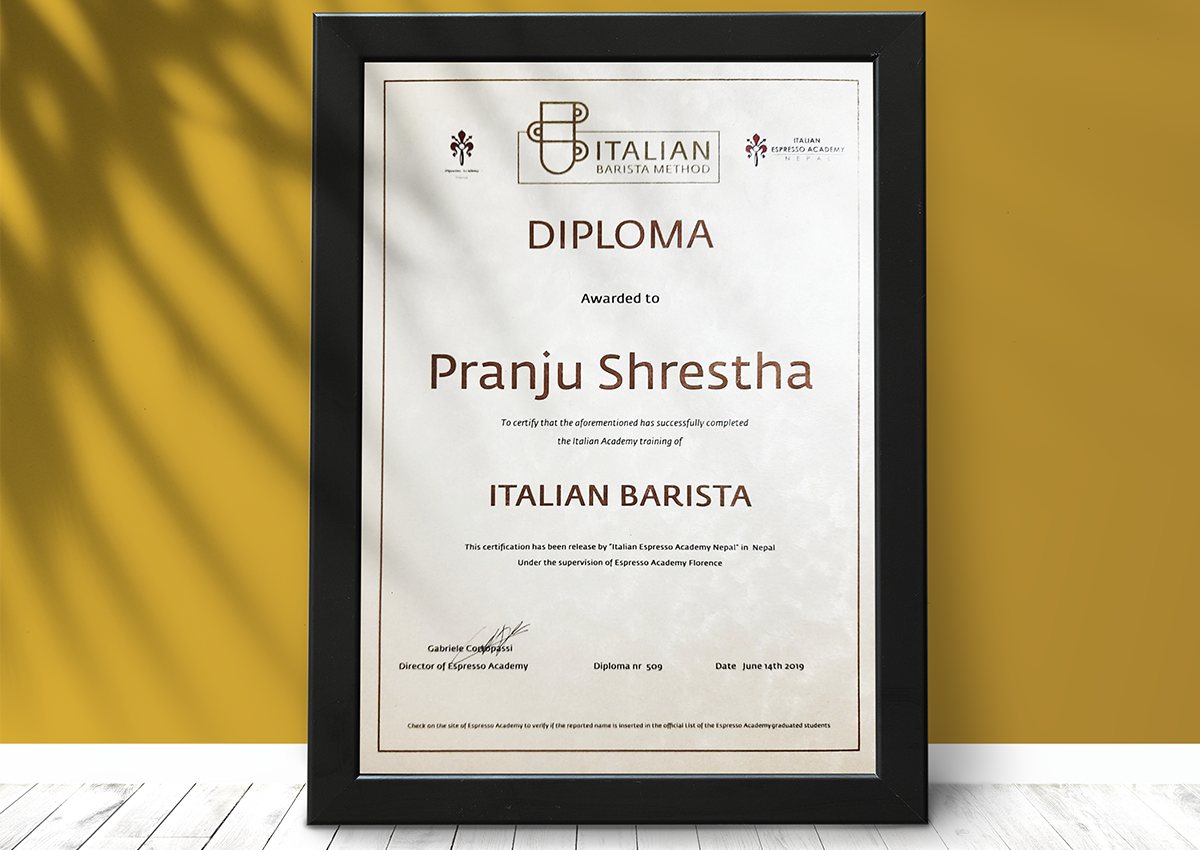 ITALIAN
BARISTA METHOD
ITALIAN
ESPRESSO ACADEMY
NEPAL
DIPLOMA
Awarded to
Pranju Shrestha
To certify that the aforementioned has successfully completed
the Italian Academy training of
ITALIAN BARISTA
This certification has been release by "Italian Espresso Academy Nepal" in Nepal
Under the supervision of Espresso Academy Florence
Gabriele
Director of Espresso Academy
Diploma nr 509
Date June 14th 2019
Check on the site of Espresso Academy to verify if the reported name is inserted in the official List of the Espresso Academy graduated students